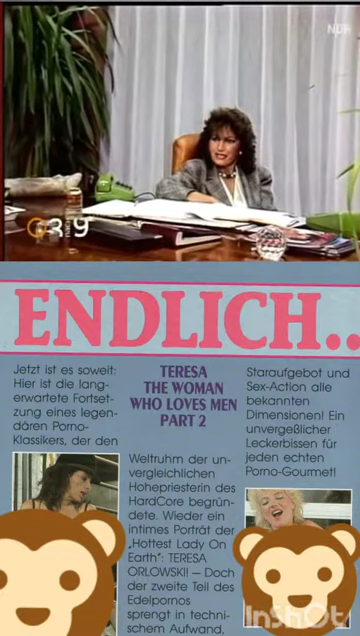 NDR
ENDLICH..
Jetzt ist es soweit:
Hier ist die lang-
erwartete Fortset-
zung eines legen-
dären Porno-
Klassikers, der den
TERESA
THE WOMAN
WHO LOVES MEN
PART 2
Weltruhm der un-
vergleichlichen
Hohepriesterin des
HardCore begrün-
dete. Wieder ein
intimes Porträt der
„Hottest Lady On
Earth": TERESA
ORLOWSKI! — Doch
der zweite Teil des
Edelpornos
sprengt in techni-
schem Aufwand,
Staraufgebot und
Sex-Action alle
bekannten
Dimensionen! Ein
unvergeßlicher
Leckerbissen für
jeden echten
Porno-Gourmet!
InShOt